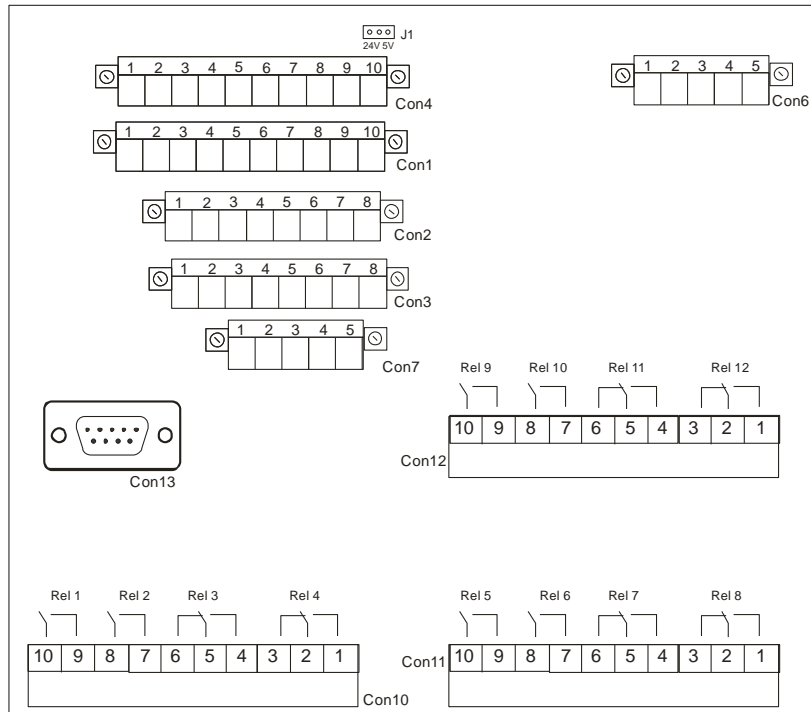 J1
24V 5V
1 2 3 4 5 6 7 8 9 10
Con4
1 2 3 4 5
Con6
1 2 3 4 5 6 7 8 9 10
Con1
1 2 3 4 5 6 7 8
Con2
1 2 3 4 5 6 7 8
Con3
1 2 3 4 5
Con7
Rel 9 Rel 10 Rel 11 Rel 12
10 9 8 7 6 5 4 3 2 1
Con12
Con13
Rel 1 Rel 2 Rel 3 Rel 4
10 9 8 7 6 5 4 3 2 1
Con10
Rel 5 Rel 6 Rel 7 Rel 8
10 9 8 7 6 5 4 3 2 1
Con11